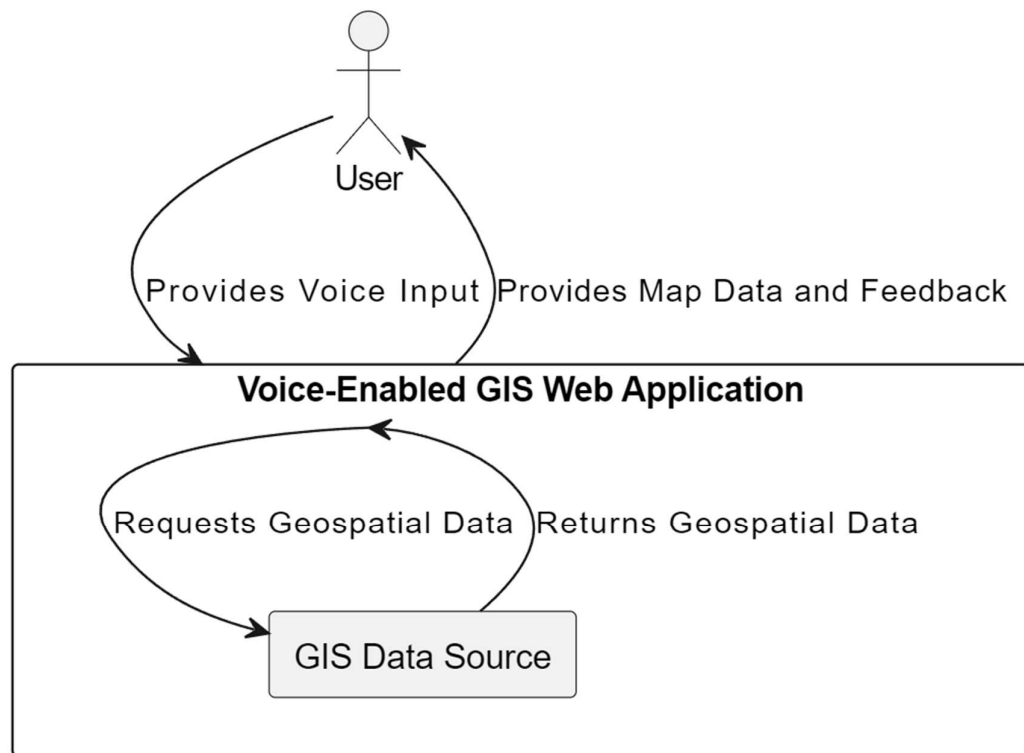 User
Provides Voice Input
Provides Map Data and Feedback
Voice-Enabled GIS Web Application
Requests Geospatial Data
Returns Geospatial Data
GIS Data Source